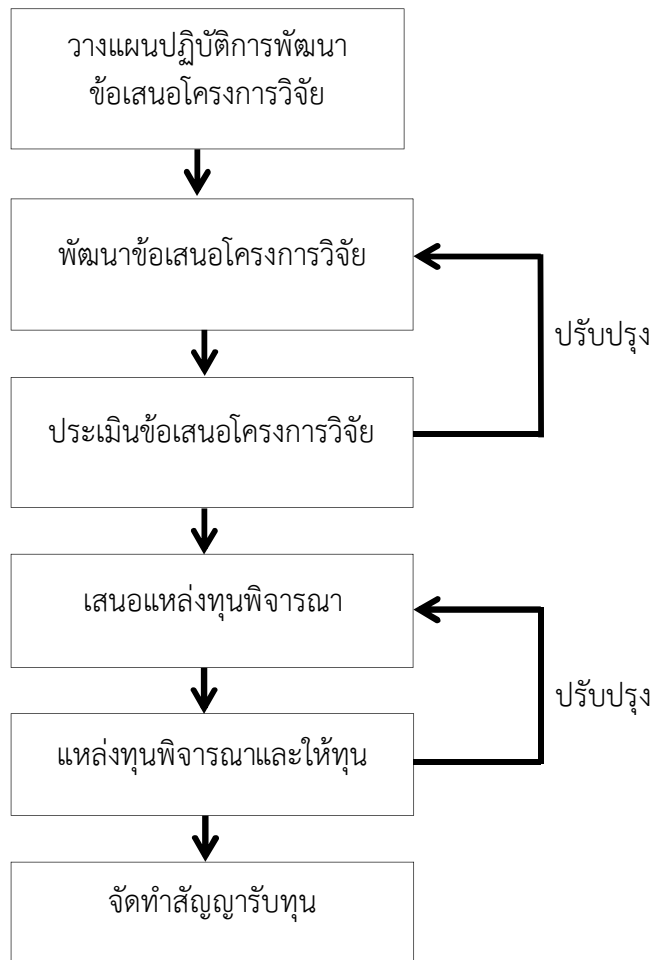 วางแผนปฏิบัติการพัฒนา
ข้อเสนอโครงการวิจัย
พัฒนาข้อเสนอโครงการวิจัย
ปรับปรุง
ประเมินข้อเสนอโครงการวิจัย
เสนอแหล่งทุนพิจารณา
ปรับปรุง
แหล่งทุนพิจารณาและให้ทุน
จัดทำสัญญารับทุน